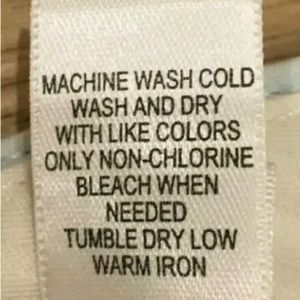 MACHINE WASH COLD
WASH AND DRY
WITH LIKE COLORS
ONLY NON-CHLORINE
BLEACH WHEN
NEEDED
TUMBLE DRY LOW
WARM IRON